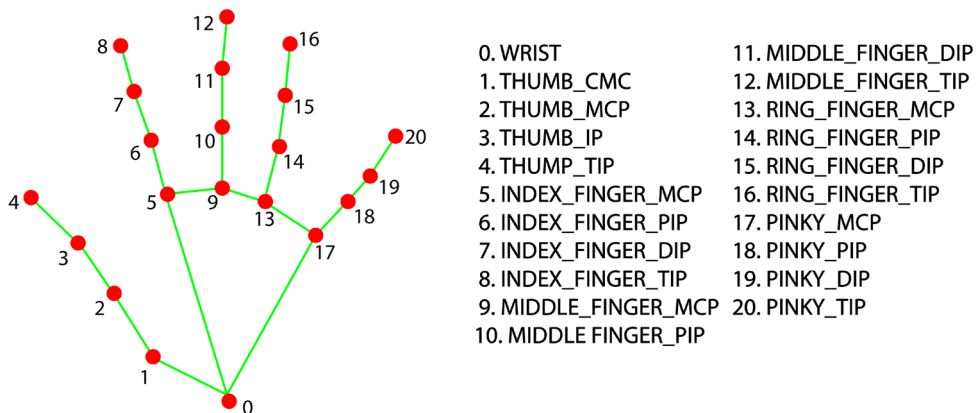 12
16
8
11
7
15
10
20
6
14
19
4
5
9
13
18
3
17
2
1
0
0. WRIST
1. THUMB_CMC
2. THUMB_MCP
3. THUMB_IP
4. THUMP_TIP
5. INDEX_FINGER_MCP
6. INDEX_FINGER_PIP
7. INDEX_FINGER_DIP
8. INDEX_FINGER_TIP
9. MIDDLE_FINGER_MCP
10. MIDDLE FINGER_PIP
11. MIDDLE_FINGER_DIP
12. MIDDLE_FINGER_TIP
13. RING_FINGER_MCP
14. RING_FINGER_PIP
15. RING_FINGER_DIP
16. RING_FINGER_TIP
17. PINKY_MCP
18. PINKY_PIP
19. PINKY_DIP
20. PINKY_TIP